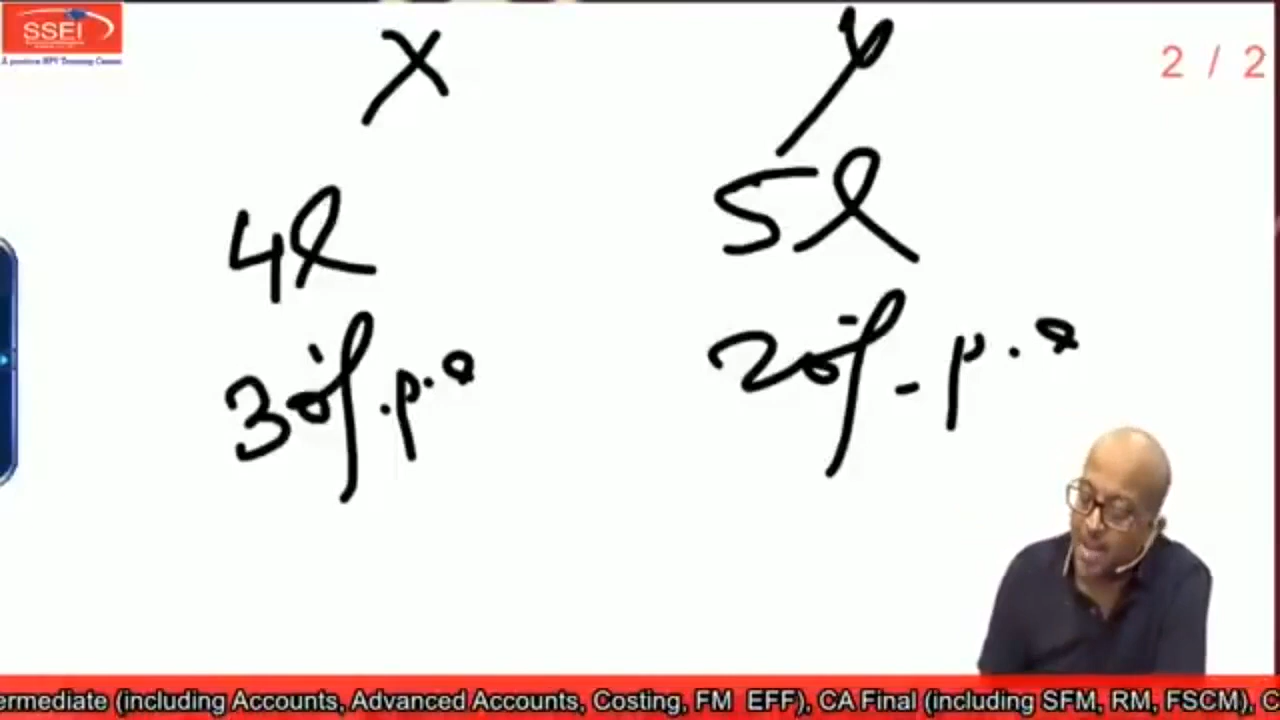 SSEI
2 / 2
X
Y
4l
5l
30%.p.a
20% - p.a
ermediate (including Accounts, Advanced Accounts, Costing, FM EFF), CA Final (including SFM, RM, FSCM), C